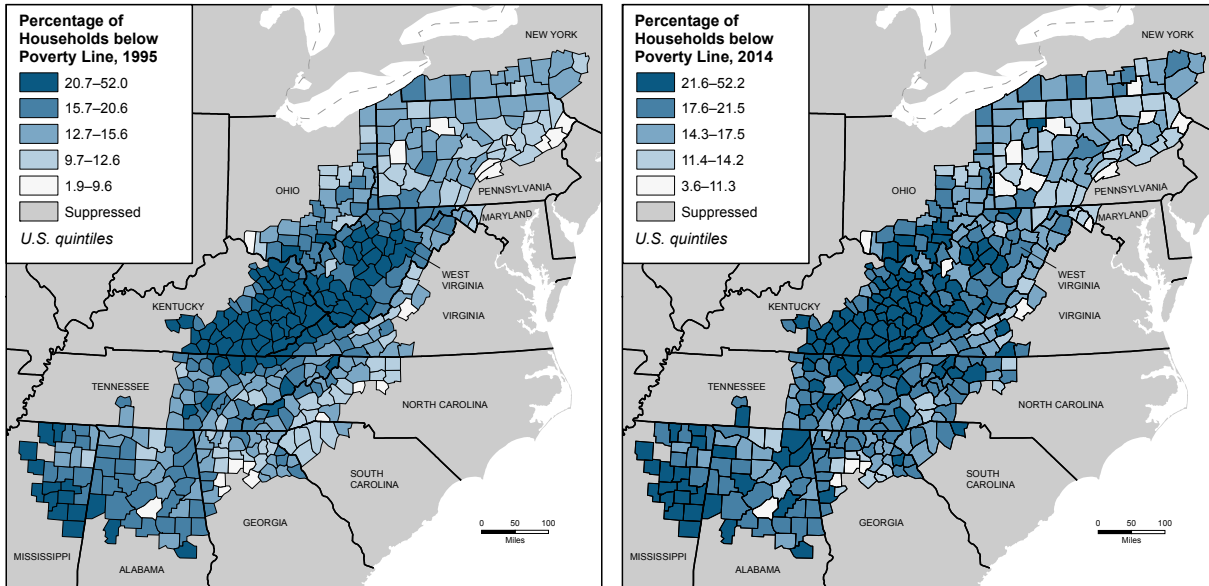 Percentage of
Households below
Poverty Line, 1995
20.7–52.0
15.7–20.6
12.7–15.6
9.7–12.6
1.9–9.6
Suppressed
U.S. quintiles
NEW YORK
PENNSYLVANIA
OHIO
MARYLAND
WEST
VIRGINIA
KENTUCKY
VIRGINIA
TENNESSEE
NORTH CAROLINA
SOUTH
CAROLINA
GEORGIA
MISSISSIPPI
ALABAMA
0 50 100
Miles
Percentage of
Households below
Poverty Line, 2014
21.6–52.2
17.6–21.5
14.3–17.5
11.4–14.2
3.6–11.3
Suppressed
U.S. quintiles
NEW YORK
PENNSYLVANIA
OHIO
MARYLAND
WEST
VIRGINIA
KENTUCKY
VIRGINIA
TENNESSEE
NORTH CAROLINA
SOUTH
CAROLINA
GEORGIA
MISSISSIPPI
ALABAMA
0 50 100
Miles